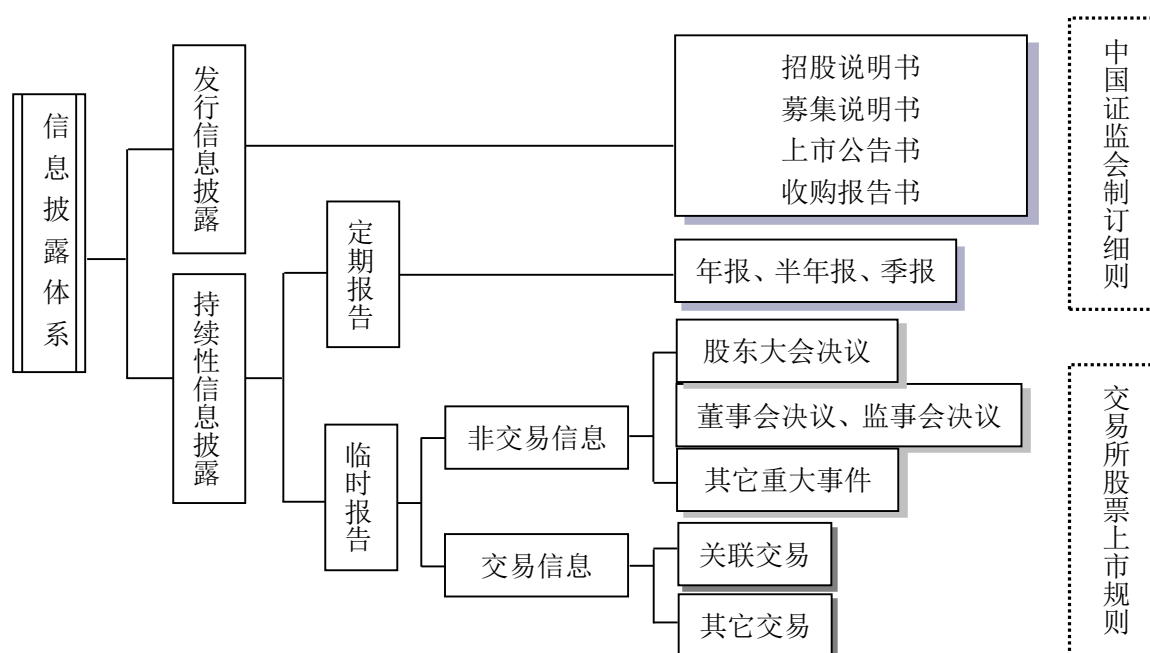 信息披露体系
发行信息披露
招股说明书
募集说明书
上市公告书
收购报告书
中国证监会制订细则
持续性信息披露
定期报告
年报、半年报、季报
临时报告
非交易信息
股东大会决议
董事会决议、监事会决议
其它重大事件
交易信息
关联交易
其它交易
交易所股票上市规则